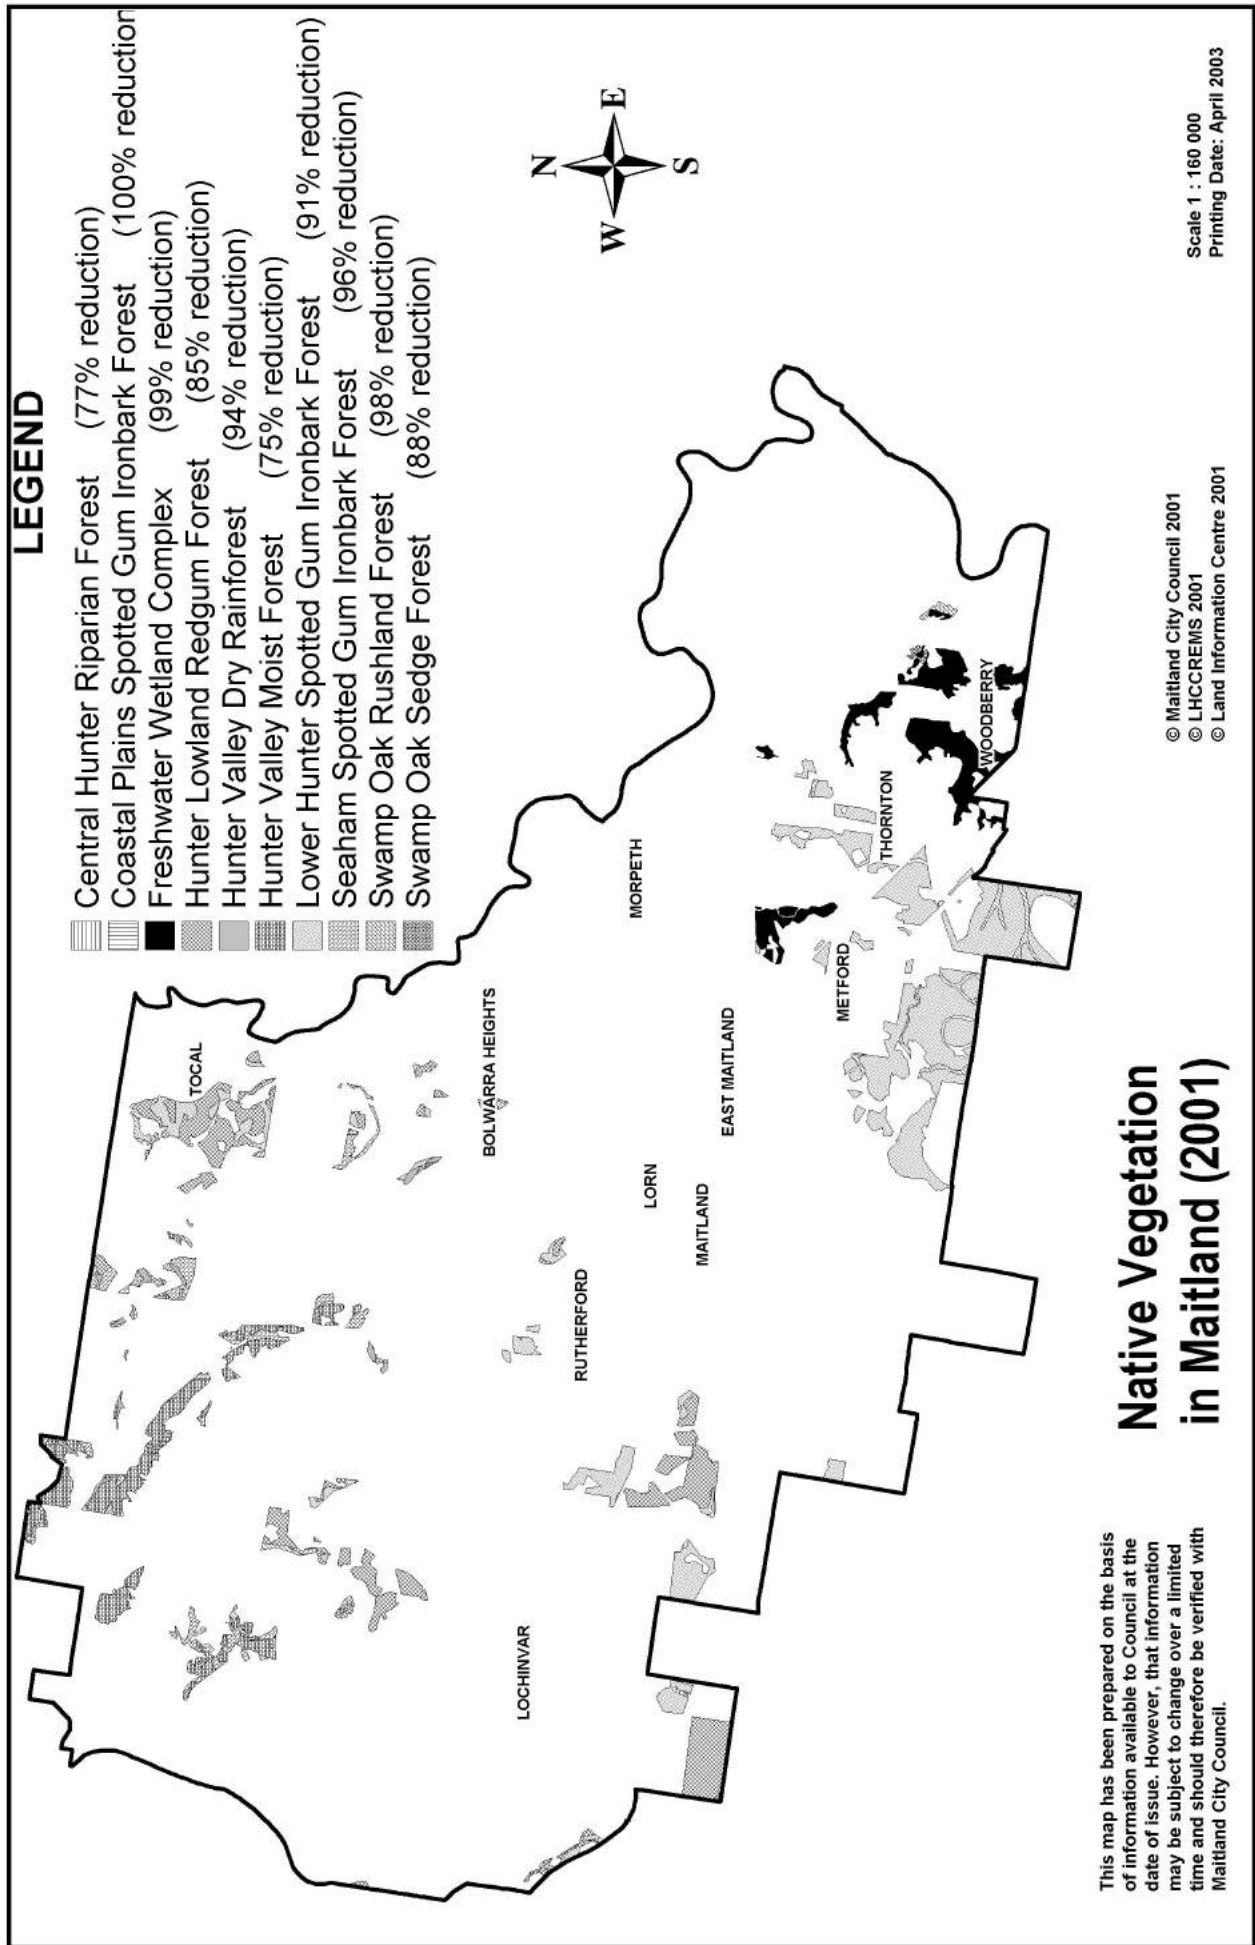 LEGEND
Central Hunter Riparian Forest (77% reduction)
Coastal Plains Spotted Gum Ironbark Forest (100% reduction
Freshwater Wetland Complex (99% reduction)
Hunter Lowland Redgum Forest (85% reduction)
Hunter Valley Dry Rainforest (94% reduction)
Hunter Valley Moist Forest (75% reduction)
Lower Hunter Spotted Gum Ironbark Forest (91% reduction)
Seaham Spotted Gum Ironbark Forest (96% reduction)
Swamp Oak Rushland Forest (98% reduction)
Swamp Oak Sedge Forest (88% reduction)
N
W
E
S
TOCAL
BOLWARRA HEIGHTS
MORPETH
LORN
RUTHERFORD
MAITLAND
EAST MAITLAND
LOCHINVAR
METFORD
THORNTON
WOODBERRY
Native Vegetation
in Maitland (2001)
This map has been prepared on the basis
of information available to Council at the
date of issue. However, that information
may be subject to change over a limited
time and should therefore be verified with
Maitland City Council.
© Maitland City Council 2001
© LHCCREMS 2001
© Land Information Centre 2001
Scale 1 : 160 000
Printing Date: April 2003